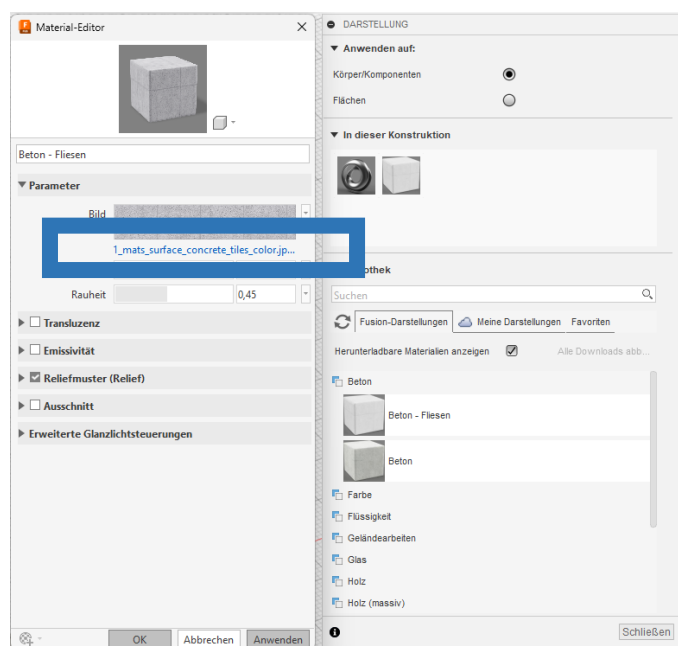 Material-Editor
Beton - Fliesen
Parameter
Bild
1_mats_surface_concrete_tiles_color.jp...
Rauheit
0,45
Transluzenz
Emissivität
Reliefmuster (Relief)
Ausschnitt
Erweiterte Glanzlichtsteuerungen
OK
Abbrechen
Anwenden
DARSTELLUNG
Anwenden auf:
Körper/Komponenten
Flächen
In dieser Konstruktion
Suchen
Fusion-Darstellungen
Meine Darstellungen
Favoriten
Herunterladbare Materialien anzeigen
Alle Downloads abb...
Beton
Beton - Fliesen
Beton
Farbe
Flüssigkeit
Geländearbeiten
Glas
Holz
Holz (massiv)
Schließen